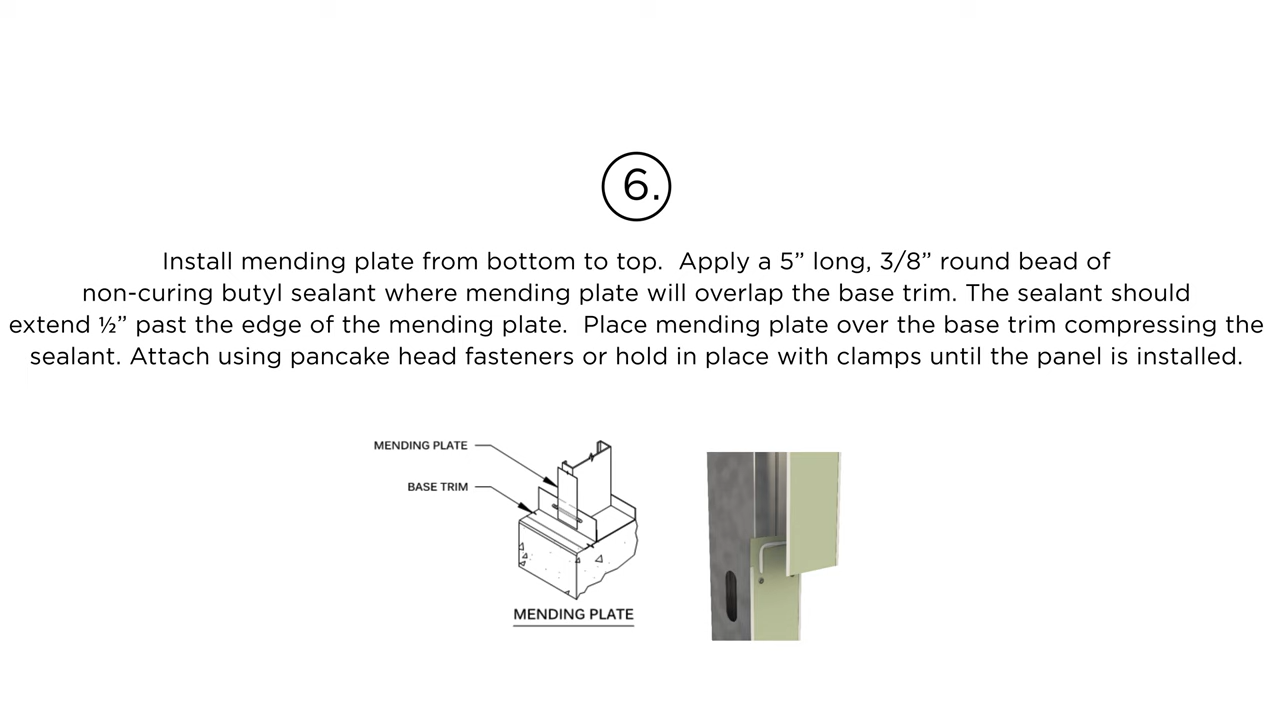 6.
Install mending plate from bottom to top.  Apply a 5” long, 3/8” round bead of
non-curing butyl sealant where mending plate will overlap the base trim. The sealant should
extend ½” past the edge of the mending plate.  Place mending plate over the base trim compressing the
sealant. Attach using pancake head fasteners or hold in place with clamps until the panel is installed.
MENDING PLATE
BASE TRIM
MENDING PLATE